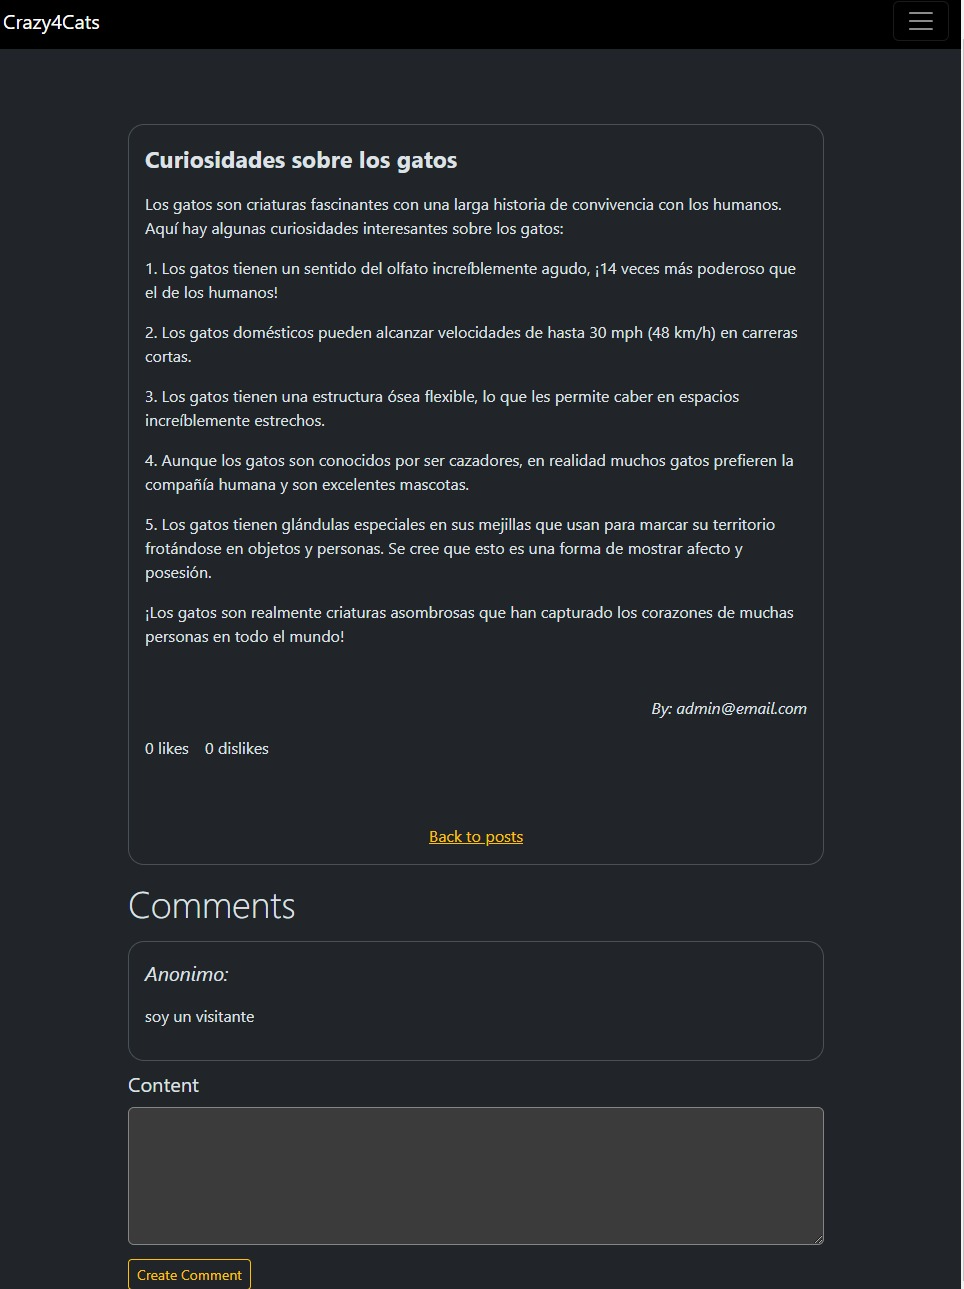 Crazy4Cats
Curiosidades sobre los gatos
Los gatos son criaturas fascinantes con una larga historia de convivencia con los humanos.
Aquí hay algunas curiosidades interesantes sobre los gatos:
1. Los gatos tienen un sentido del olfato increíblemente agudo, ¡14 veces más poderoso que
el de los humanos!
2. Los gatos domésticos pueden alcanzar velocidades de hasta 30 mph (48 km/h) en carreras
cortas.
3. Los gatos tienen una estructura ósea flexible, lo que les permite caber en espacios
increíblemente estrechos.
4. Aunque los gatos son conocidos por ser cazadores, en realidad muchos gatos prefieren la
compañía humana y son excelentes mascotas.
5. Los gatos tienen glándulas especiales en sus mejillas que usan para marcar su territorio
frotándose en objetos y personas. Se cree que esto es una forma de mostrar afecto y
posesión.
¡Los gatos son realmente criaturas asombrosas que han capturado los corazones de muchas
personas en todo el mundo!
By: admin@email.com
0 likes 0 dislikes
Back to posts
Comments
Anonimo:
soy un visitante
Content
Create Comment